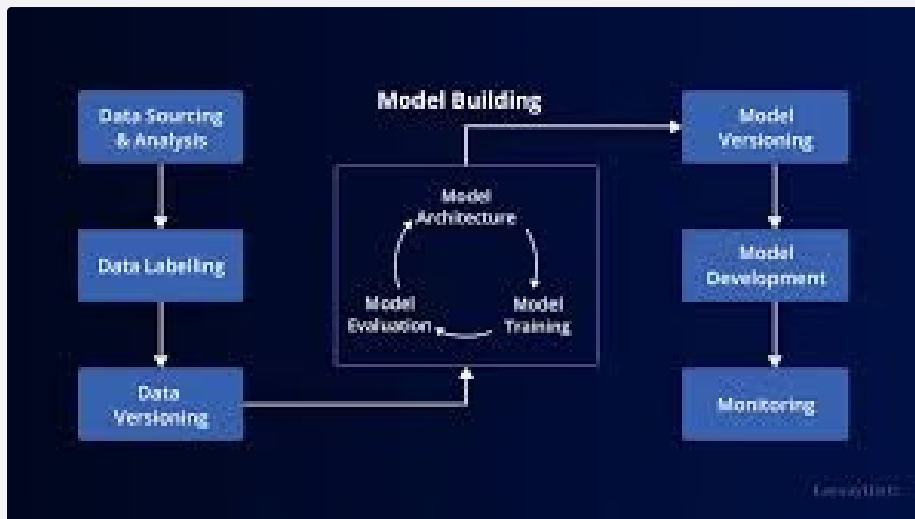 Model Building
Data Sourcing
& Analysis
Data Labelling
Data
Versioning
Model
Architecture
Model
Training
Model
Evaluation
Model
Versioning
Model
Development
Monitoring